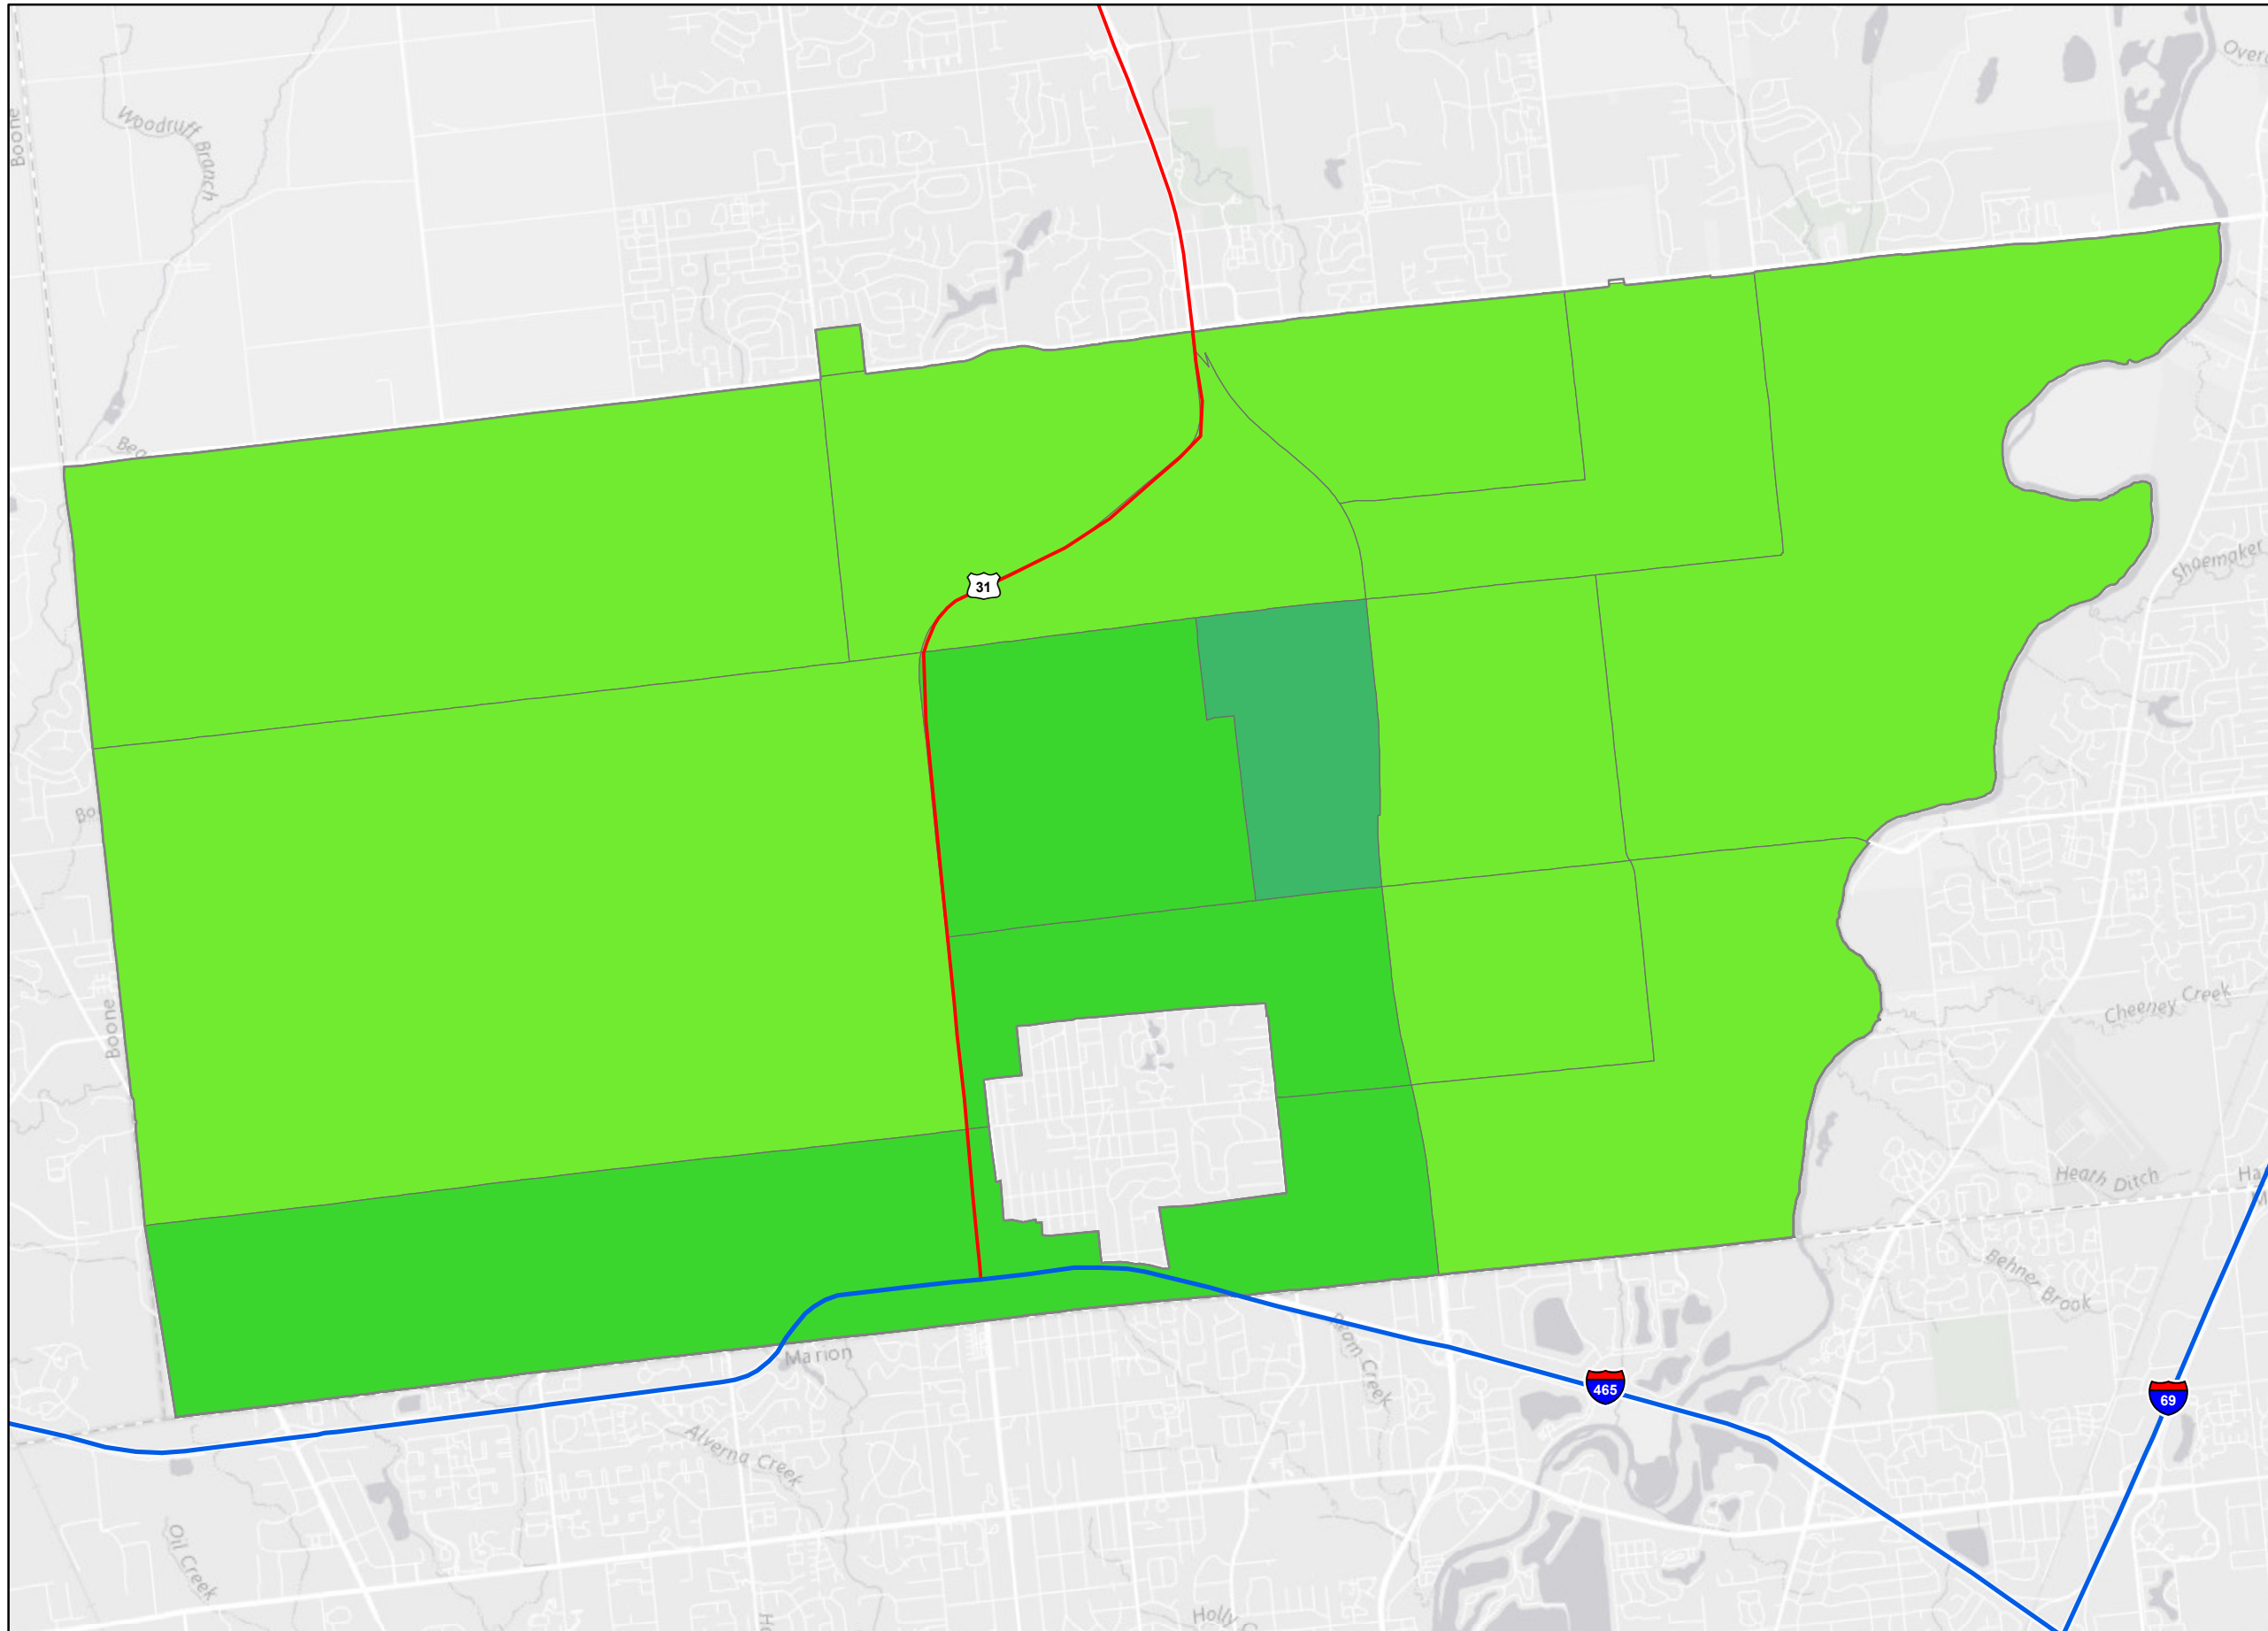 Boone
Woodruff
Branch
31
Shoemaker
Boone
Cheeney Creek
Heath Ditch
Behner Brook
Marion
465
69
Alverna Creek
Oil Creek
Holly C